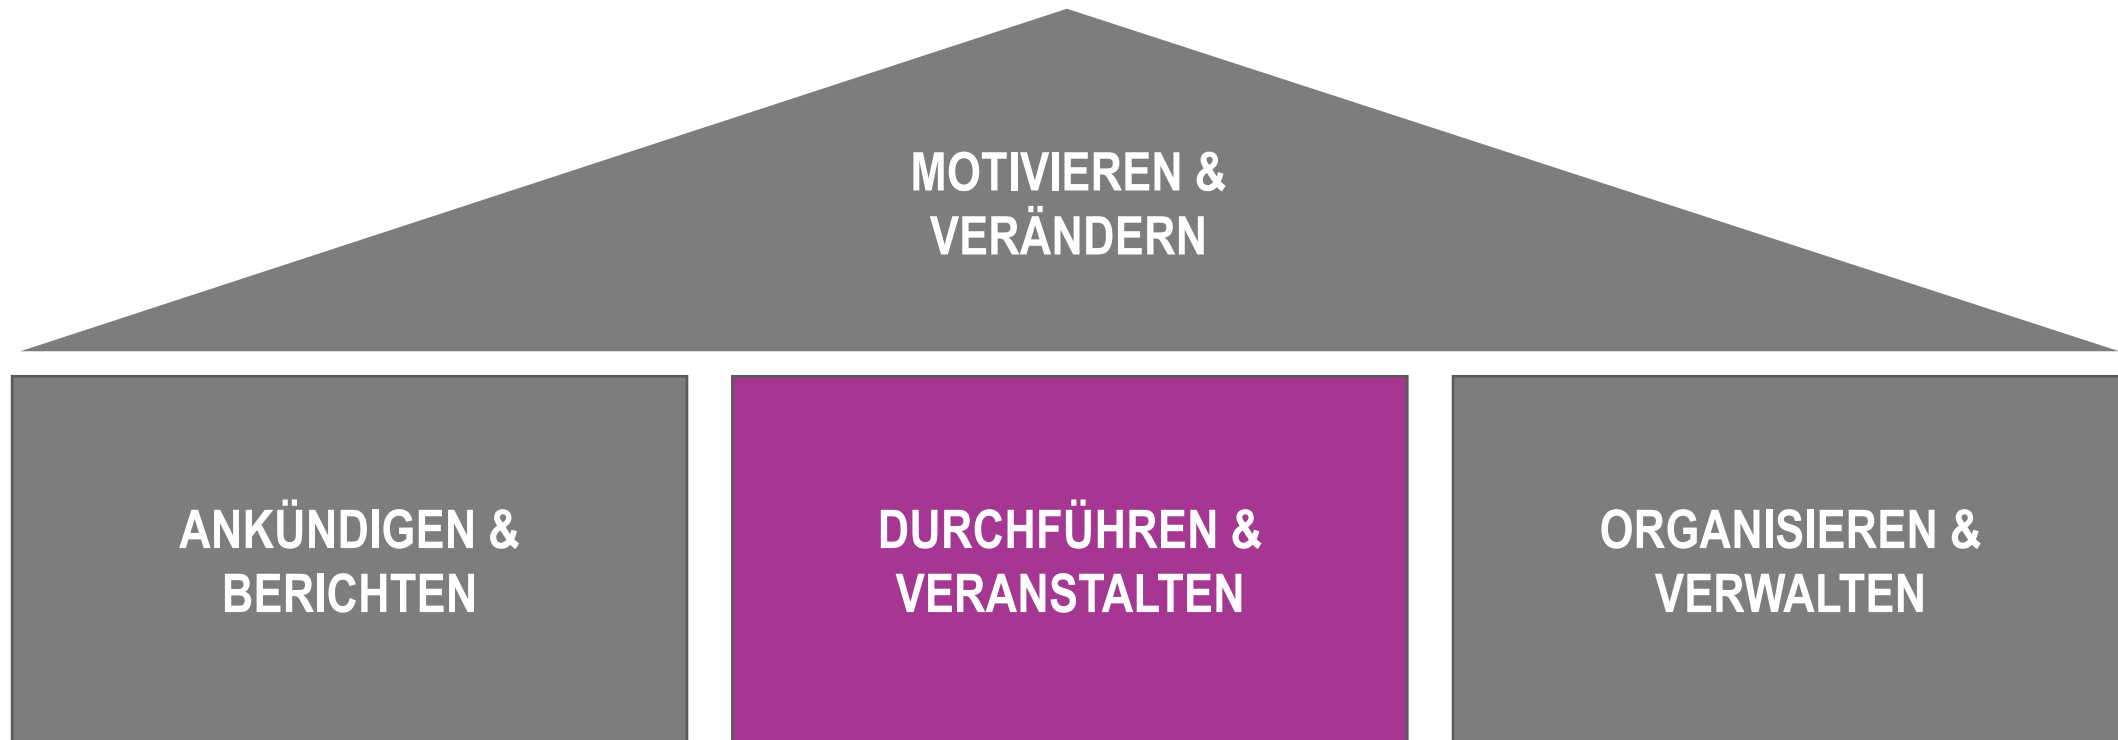 MOTIVIEREN &
VERÄNDERN
ANKÜNDIGEN &
BERICHTEN
DURCHFÜHREN &
VERANSTALTEN
ORGANISIEREN &
VERWALTEN